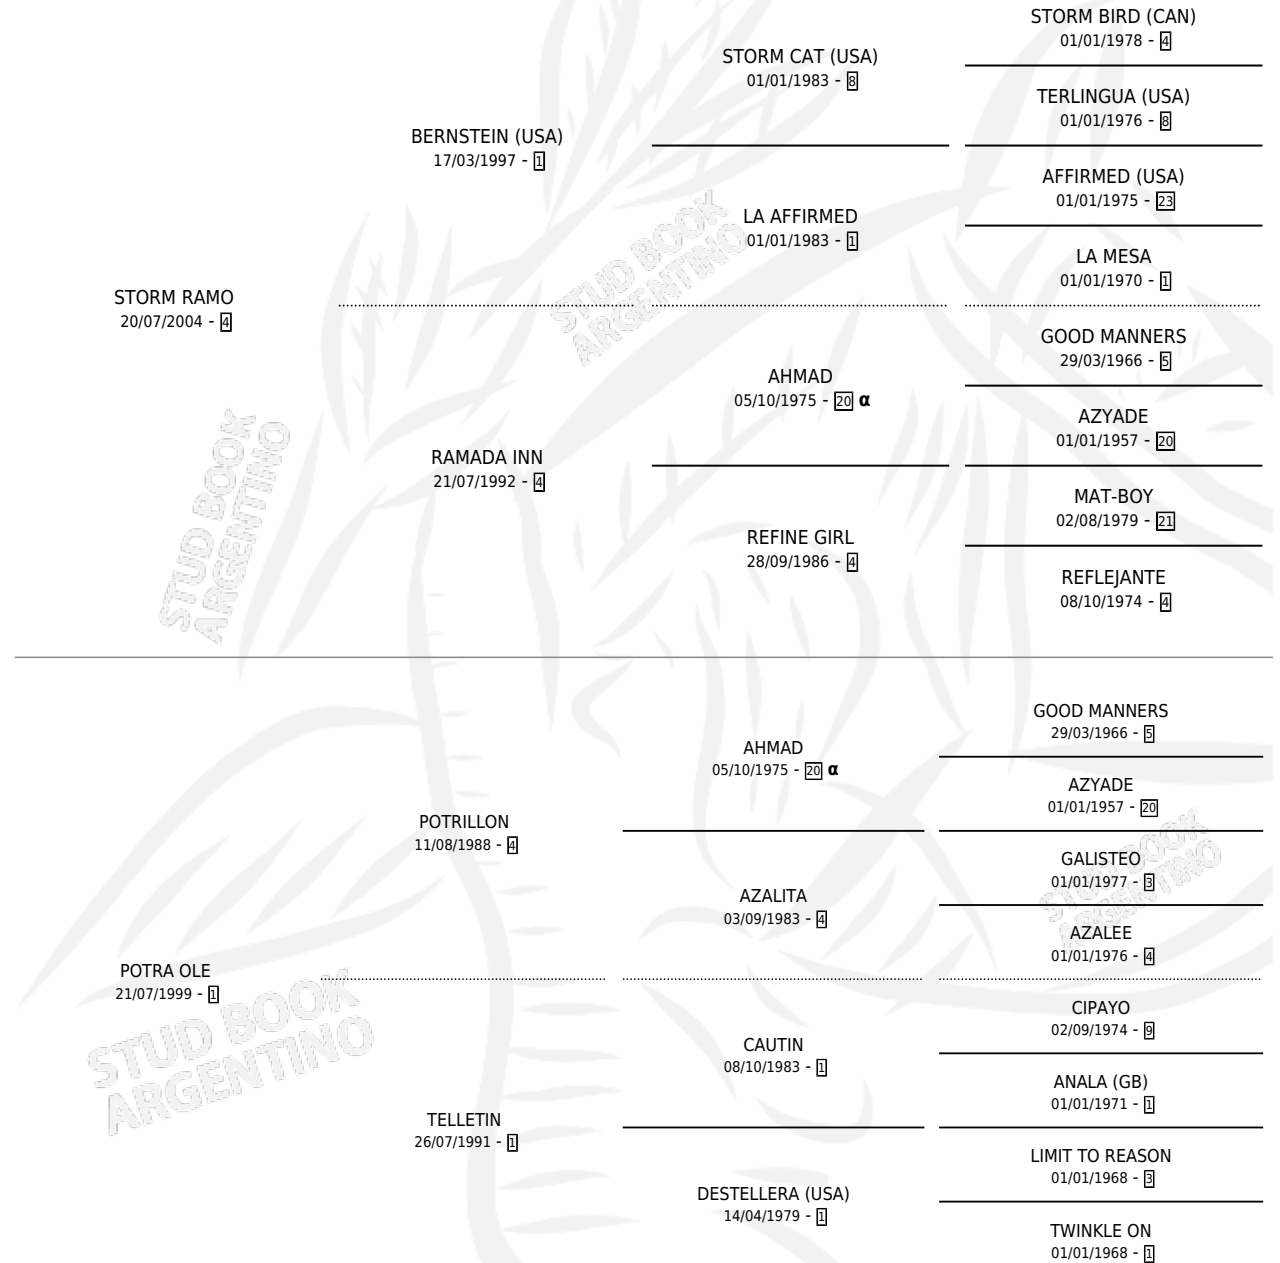 STORM BIRD (CAN)
01/01/1978 - 4
STORM CAT (USA)
01/01/1983 - 8
TERLINGUA (USA)
01/01/1976 - 8
BERNSTEIN (USA)
17/03/1997 - 1
AFFIRMED (USA)
01/01/1975 - 23
LA AFFIRMED
01/01/1983 - 1
LA MESA
01/01/1970 - 1
STORM RAMO
20/07/2004 - 4
GOOD MANNERS
29/03/1966 - 5
AHMAD
05/10/1975 - 20 α
AZYADE
01/01/1957 - 20
RAMADA INN
21/07/1992 - 4
MAT-BOY
02/08/1979 - 21
REFINE GIRL
28/09/1986 - 4
REFLEJANTE
08/10/1974 - 4
GOOD MANNERS
29/03/1966 - 5
AHMAD
05/10/1975 - 20 α
AZYADE
01/01/1957 - 20
POTRILLON
11/08/1988 - 4
GALISTEO
01/01/1977 - 3
AZALITA
03/09/1983 - 4
AZALEE
01/01/1976 - 4
POTRA OLE
21/07/1999 - 1
CIPAYO
02/09/1974 - 9
CAUTIN
08/10/1983 - 1
ANALA (GB)
01/01/1971 - 1
TELLETIN
26/07/1991 - 1
LIMIT TO REASON
01/01/1968 - 3
DESTELLERA (USA)
14/04/1979 - 1
TWINKLE ON
01/01/1968 - 1
STUD BOOK
ARGENTINO
STUD BOOK
ARGENTINO
STUD BOOK
ARGENTINO
STUD BOOK
ARGENTINO